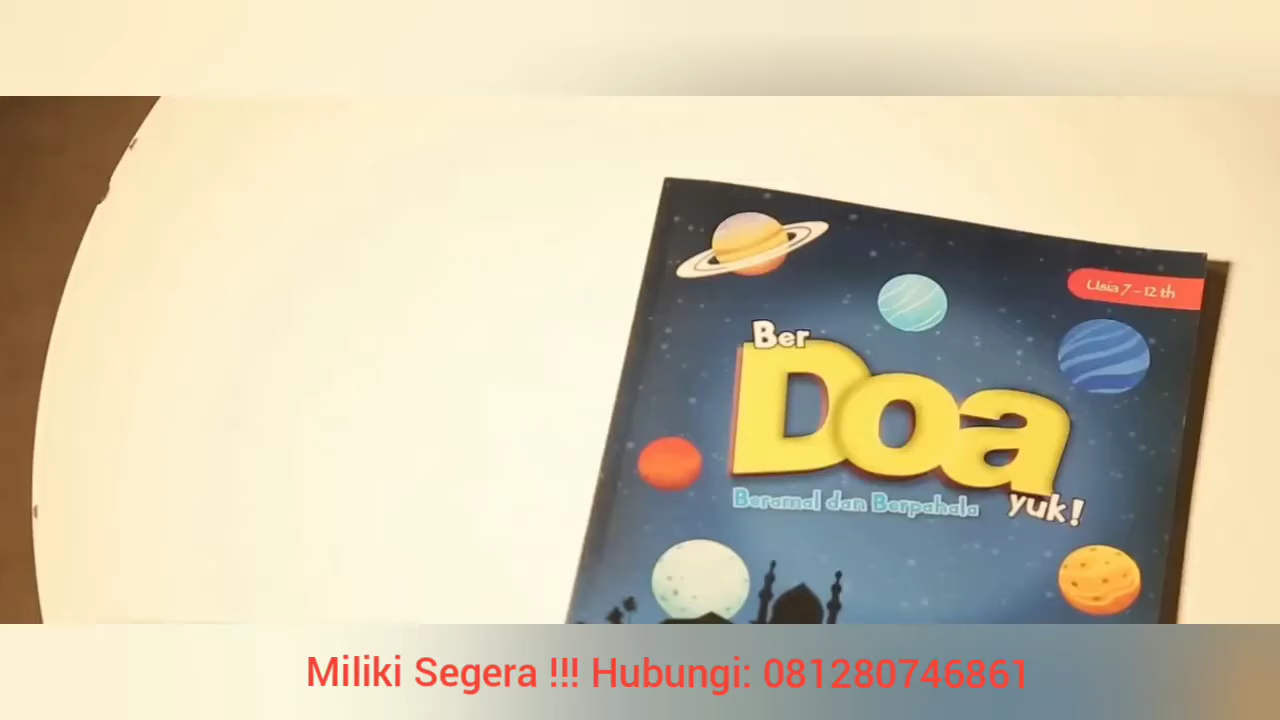 Usia 7 - 12 th
Ber
Doa
yuk!
Beramal dan Berpahala
Miliki Segera !!! Hubungi: 081280746861